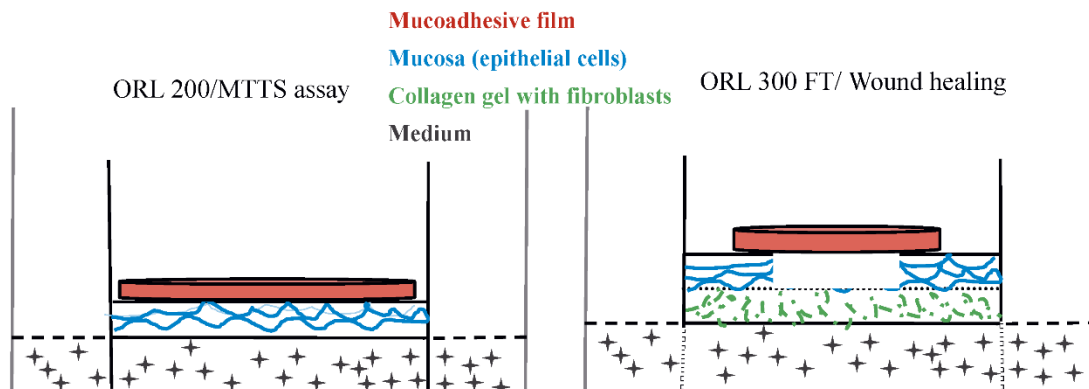 Mucoadhesive film
Mucosa (epithelial cells)
ORL 200/MTTS assay
ORL 300 FT/ Wound healing
Collagen gel with fibroblasts
Medium